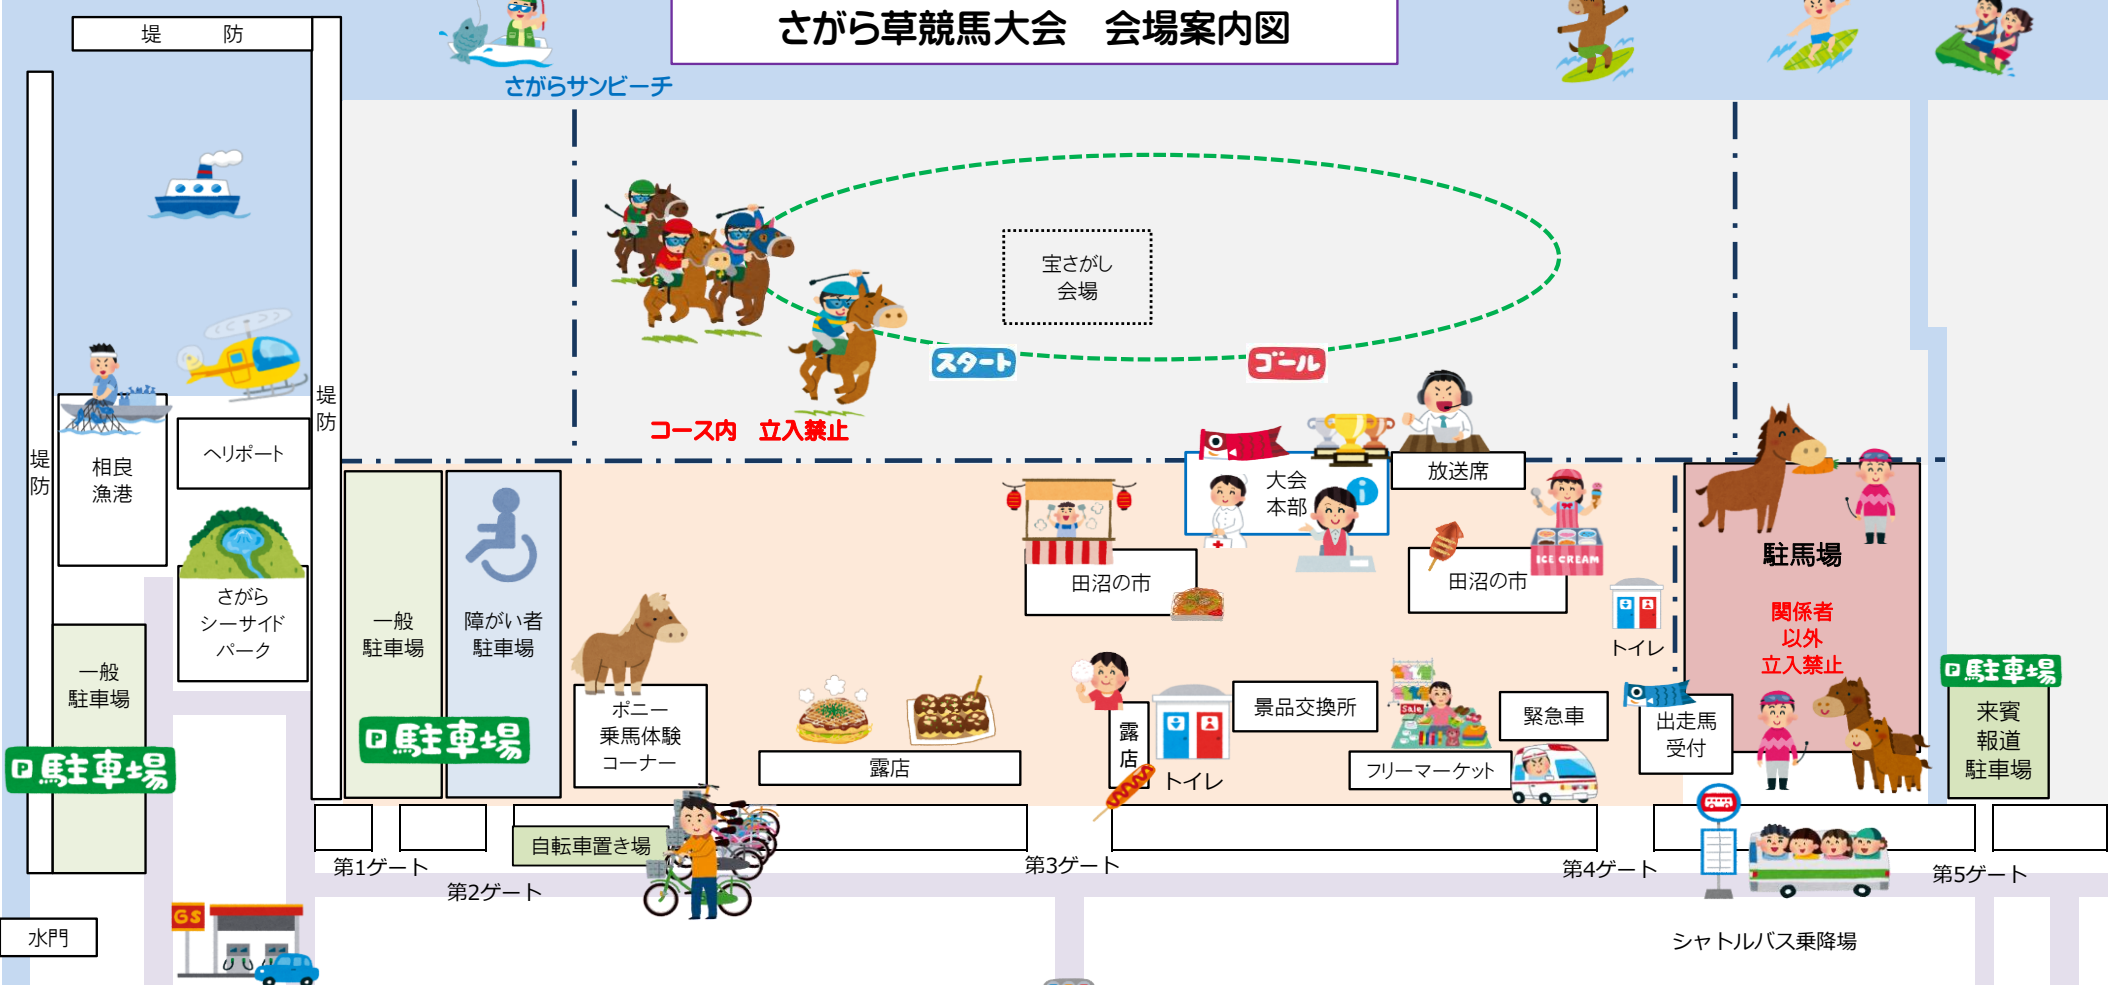 さがら草競馬大会　会場案内図
堤　防
さがらサンビーチ
宝さがし
会場
スタート
ゴール
コース内　立入禁止
堤
防
堤
防
相良
漁港
ヘリポート
さがら
シーサイド
パーク
一般
駐車場
P駐車場
一般
駐車場
障がい者
駐車場
P駐車場
ポニー
乗馬体験
コーナー
露店
田沼の市
大会
本部
i
放送席
田沼の市
ICE CREAM
トイレ
駐馬場
関係者
以外
立入禁止
露
店
トイレ
景品交換所
Sale
フリーマーケット
緊急車
出走馬
受付
P駐車場
来賓
報道
駐車場
自転車置き場
第1ゲート
第2ゲート
第3ゲート
第4ゲート
第5ゲート
水門
GS
シャトルバス乗降場